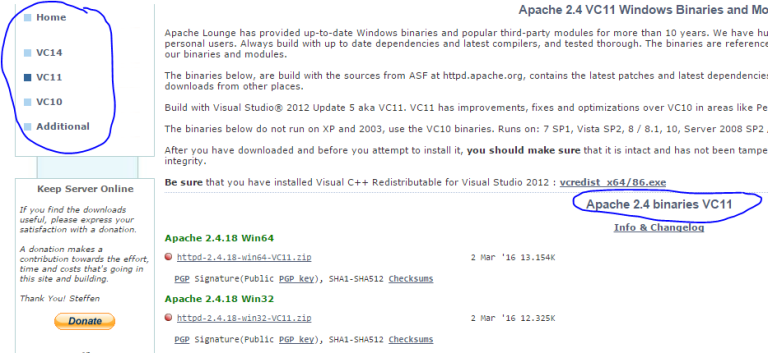 Home
VC14
VC11
VC10
Additional
Keep Server Online
If you find the downloads
useful, please express your
satisfaction with a donation.
A donation makes a
contribution towards the effort,
time and costs that's going in
this site and building.
Thank You! Steffen
Donate
Apache 2.4 VC11 Windows Binaries and Mo
Apache Lounge has provided up-to-date Windows binaries and popular third-party modules for more than 10 years. We have hu
personal users. Always build with up to date dependencies and latest compilers, and tested thorough. The binaries are reference
our binaries and modules.
The binaries below, are build with the sources from ASF at httpd.apache.org, contains the latest patches and latest dependencies
downloads from other places.
Build with Visual Studio® 2012 Update 5 aka VC11. VC11 has improvements, fixes and optimizations over VC10 in areas like Pe
The binaries below do not run on XP and 2003, use the VC10 binaries. Runs on: 7 SP1, Vista SP2, 8 / 8.1, 10, Server 2008 SP2 /
After you have downloaded and before you attempt to install it, you should make sure that it is intact and has not been tampe
integrity.
Be sure that you have installed Visual C++ Redistributable for Visual Studio 2012 : vcredist_x64/86.exe
Apache 2.4 binaries VC11
Info & Changelog
Apache 2.4.18 Win64
httpd-2.4.18-win64-VC11.zip 2 Mar '16 13.154K
PGP Signature(Public PGP key), SHA1-SHA512 Checksums
Apache 2.4.18 Win32
httpd-2.4.18-win32-VC11.zip 2 Mar '16 12.325K
PGP Signature(Public PGP key), SHA1-SHA512 Checksums